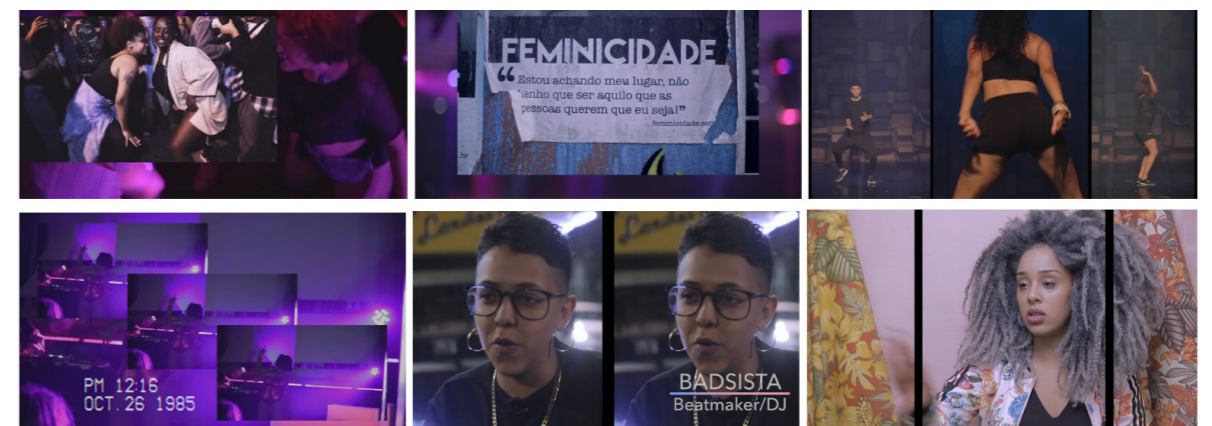 FEMINICIDADE
“Estou achando meu lugar, não
tenho que ser aquilo que as
pessoas querem que eu seja!”
.br
PM 12:16
OCT. 26 1985
BADSISTA
Beatmaker/DJ